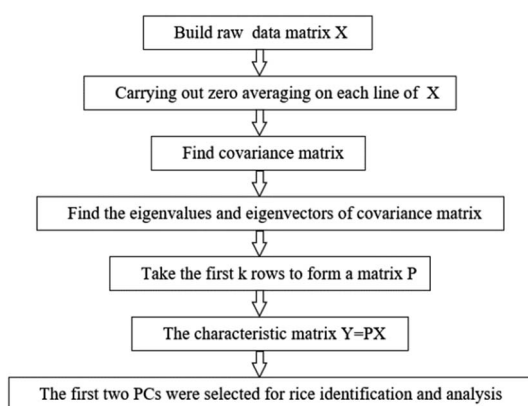 Build raw data matrix X
Carrying out zero averaging on each line of X
Find covariance matrix
Find the eigenvalues and eigenvectors of covariance matrix
Take the first k rows to form a matrix P
The characteristic matrix Y=PX
The first two PCs were selected for rice identification and analysis